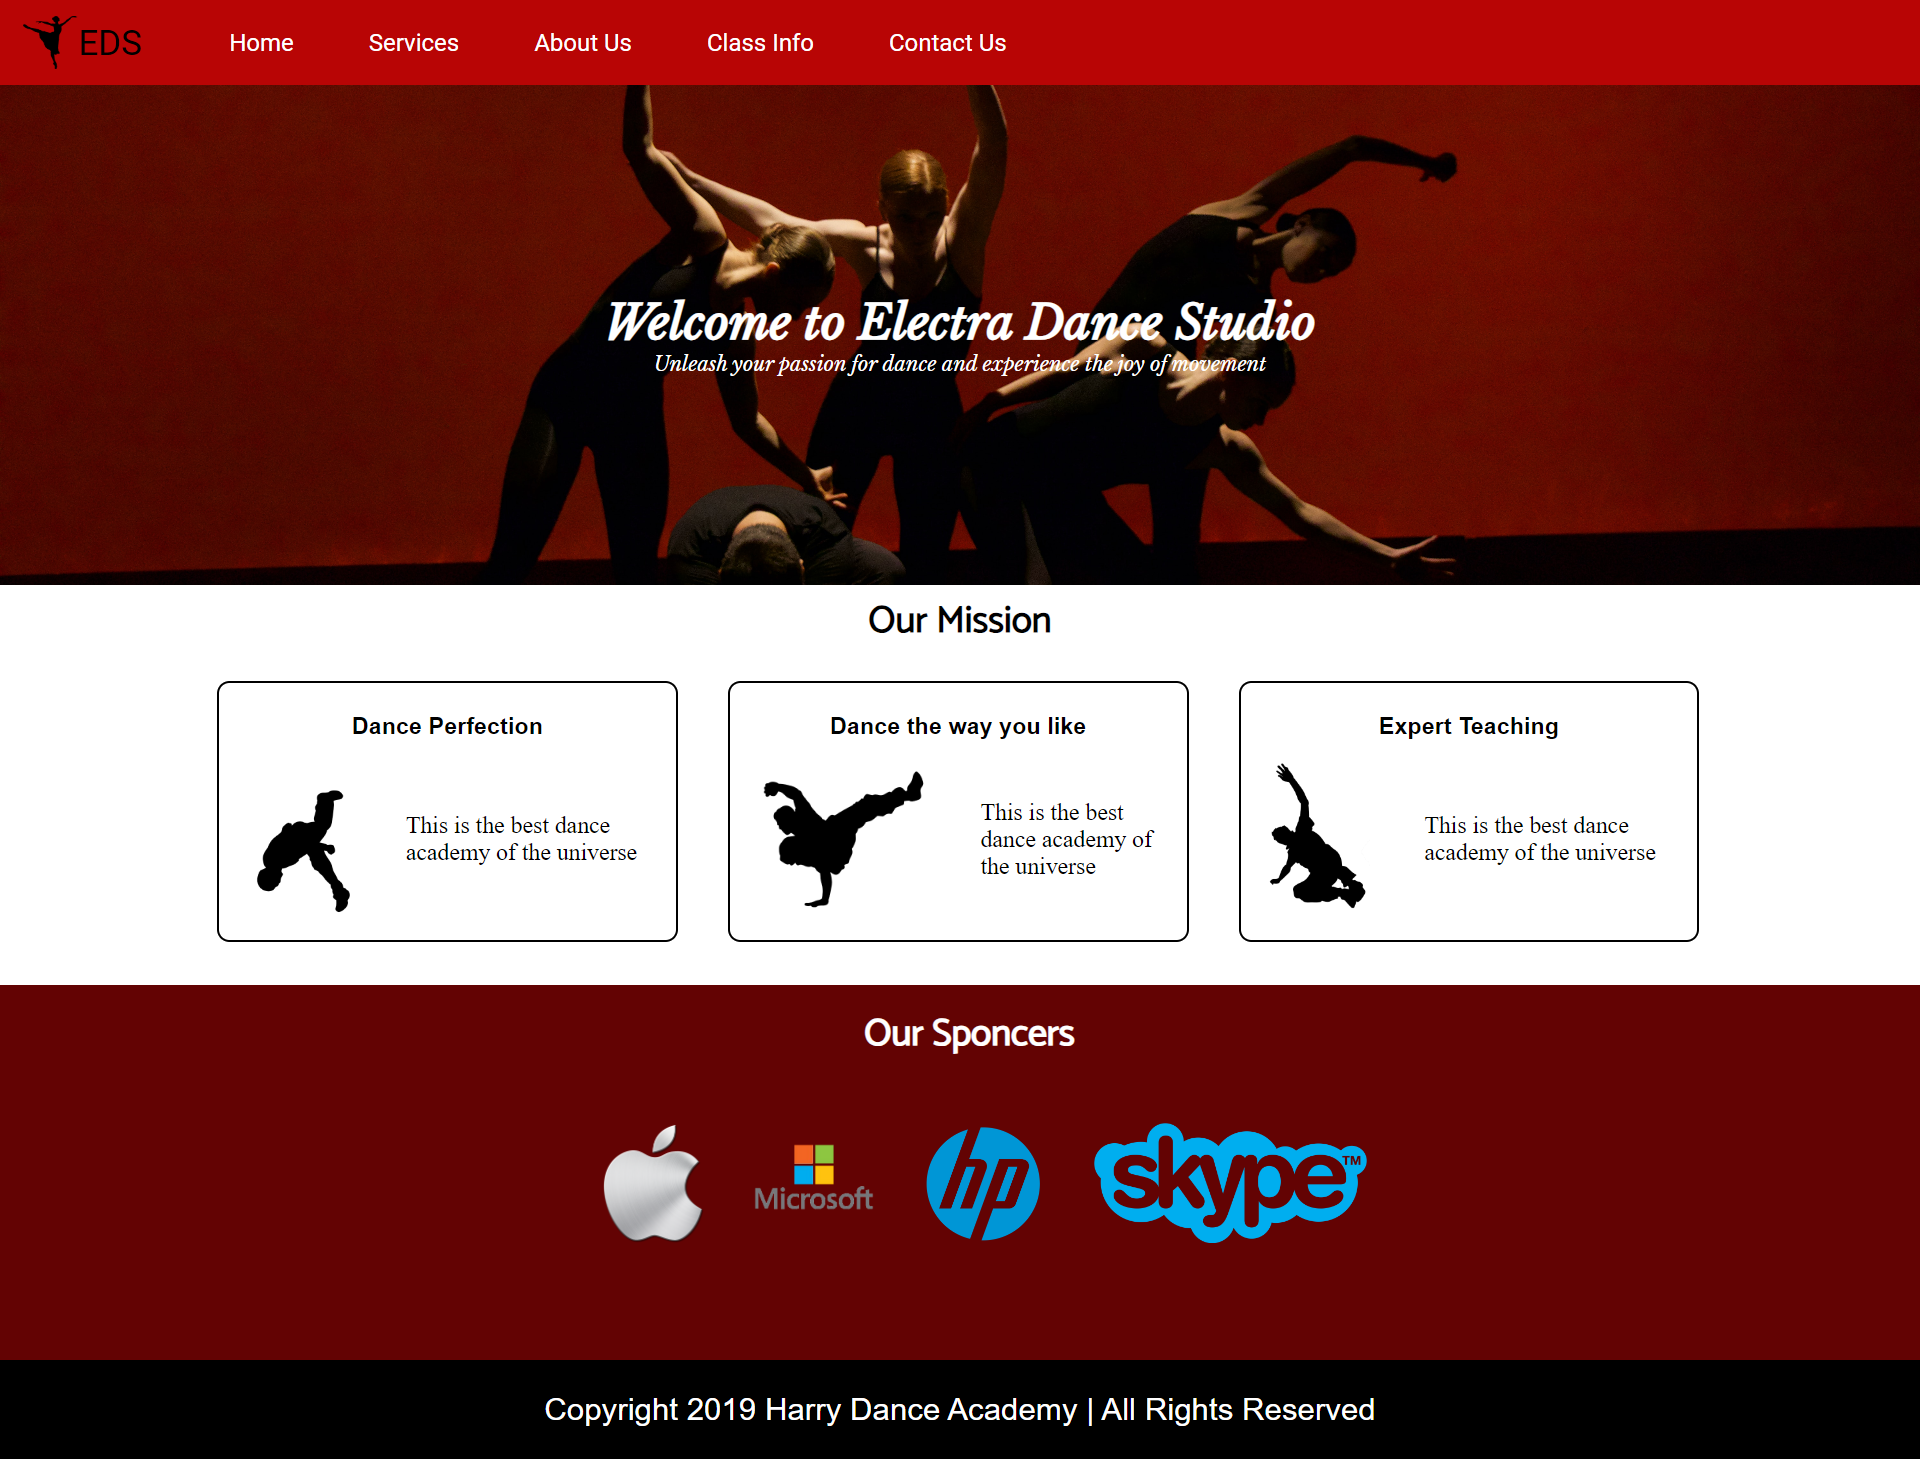 EDS Home Services About Us Class Info Contact Us
Welcome to Electra Dance Studio
Unleash your passion for dance and experience the joy of movement
Our Mission
Dance Perfection
This is the best dance
academy of the universe
Dance the way you like
This is the best
dance academy of
the universe
Expert Teaching
This is the best dance
academy of the universe
Our Sponcers
Microsoft
hp
skype™
Copyright 2019 Harry Dance Academy | All Rights Reserved